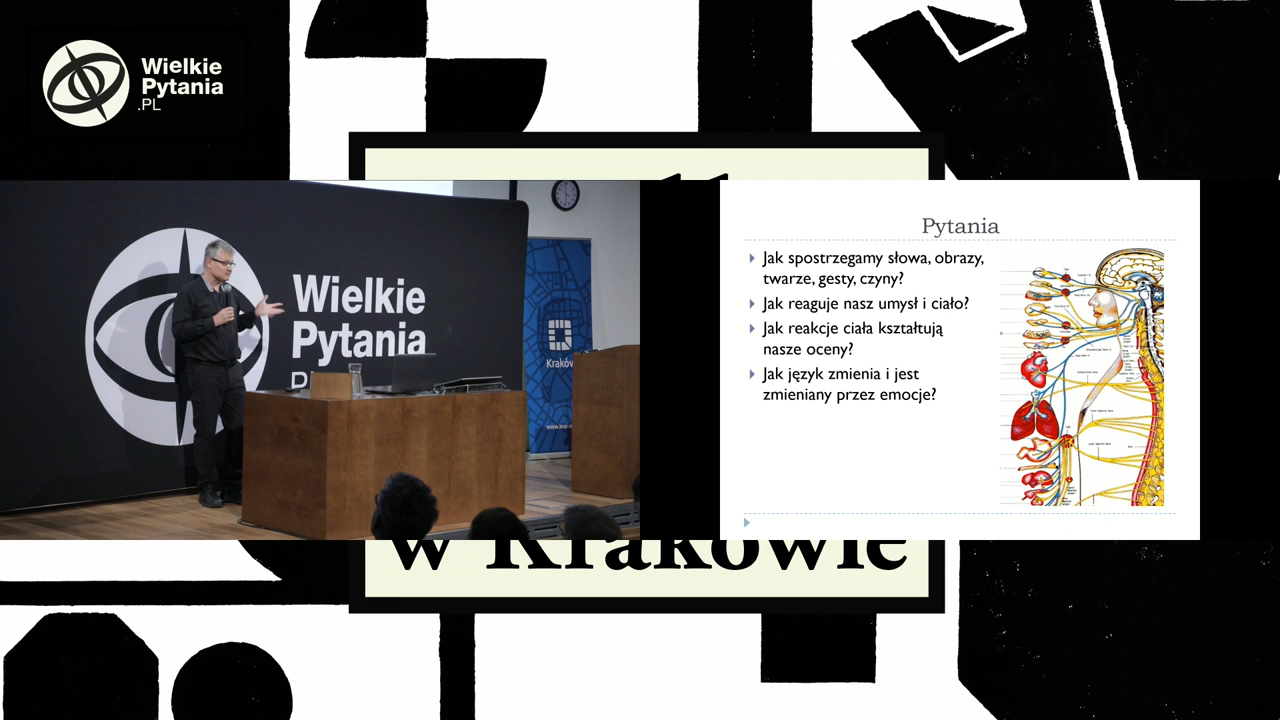 Wielkie
Pytania
.PL
Wielkie
Pytania
Kraków
Pytania
Jak spostrzegamy słowa, obrazy,
twarze, gesty, czyny?
Jak reaguje nasz umysł i ciało?
Jak reakcje ciała kształtują
nasze oceny?
Jak język zmienia i jest
zmieniany przez emocje?
w Krakowie